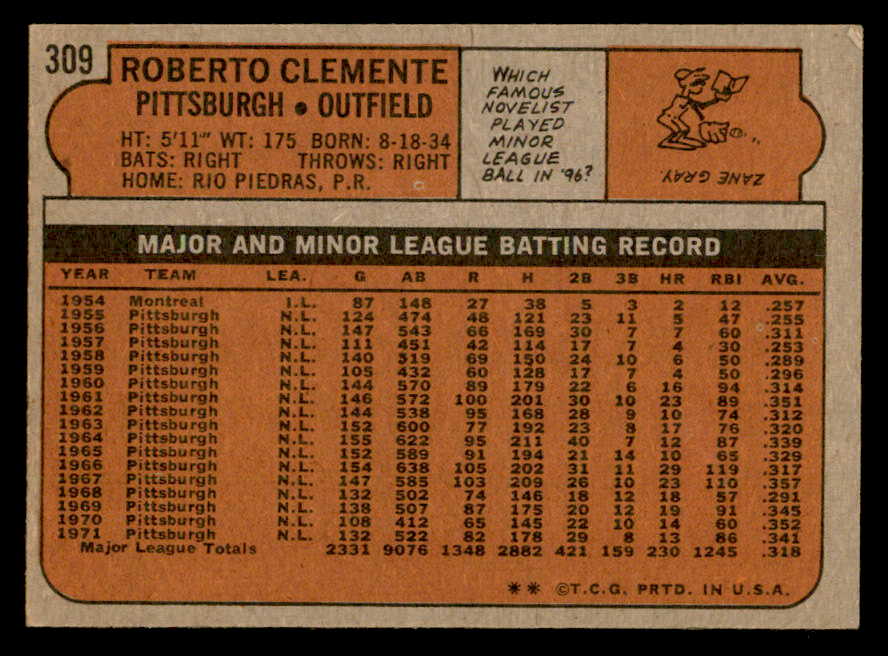 309
ROBERTO CLEMENTE
PITTSBURGH • OUTFIELD
HT: 5'11" WT: 175 BORN: 8-18-34
BATS: RIGHT THROWS: RIGHT
HOME: RIO PIEDRAS, P.R.
WHICH
FAMOUS
NOVELIST
PLAYED
MINOR
LEAGUE
BALL IN '96?
ZANE GRAY.
MAJOR AND MINOR LEAGUE BATTING RECORD
YEAR TEAM LEA. G AB R H 2B 3B HR RBI AVG.
1954 Montreal I.L. 87 148 27 38 5 3 2 12 .257
1955 Pittsburgh N.L. 124 474 48 121 23 11 5 47 .255
1956 Pittsburgh N.L. 147 543 66 169 30 7 7 60 .311
1957 Pittsburgh N.L. 111 451 42 114 17 7 4 30 .253
1958 Pittsburgh N.L. 140 519 69 150 24 10 6 50 .289
1959 Pittsburgh N.L. 105 432 60 128 17 7 4 50 .296
1960 Pittsburgh N.L. 144 570 89 179 22 6 16 94 .314
1961 Pittsburgh N.L. 146 572 100 201 30 10 23 89 .351
1962 Pittsburgh N.L. 144 538 95 168 28 9 10 74 .312
1963 Pittsburgh N.L. 152 600 77 192 23 8 17 76 .320
1964 Pittsburgh N.L. 155 622 95 211 40 7 12 87 .339
1965 Pittsburgh N.L. 152 589 91 194 21 14 10 65 .329
1966 Pittsburgh N.L. 154 638 105 202 31 11 29 119 .317
1967 Pittsburgh N.L. 147 585 103 209 26 10 23 110 .357
1968 Pittsburgh N.L. 132 502 74 146 18 12 18 57 .291
1969 Pittsburgh N.L. 138 507 87 175 20 12 19 91 .345
1970 Pittsburgh N.L. 108 412 65 145 22 10 14 60 .352
1971 Pittsburgh N.L. 132 522 82 178 29 8 13 86 .341
Major League Totals 2331 9076 1348 2882 421 159 230 1245 .318
** ©T.C.G. PRTD. IN U.S.A.